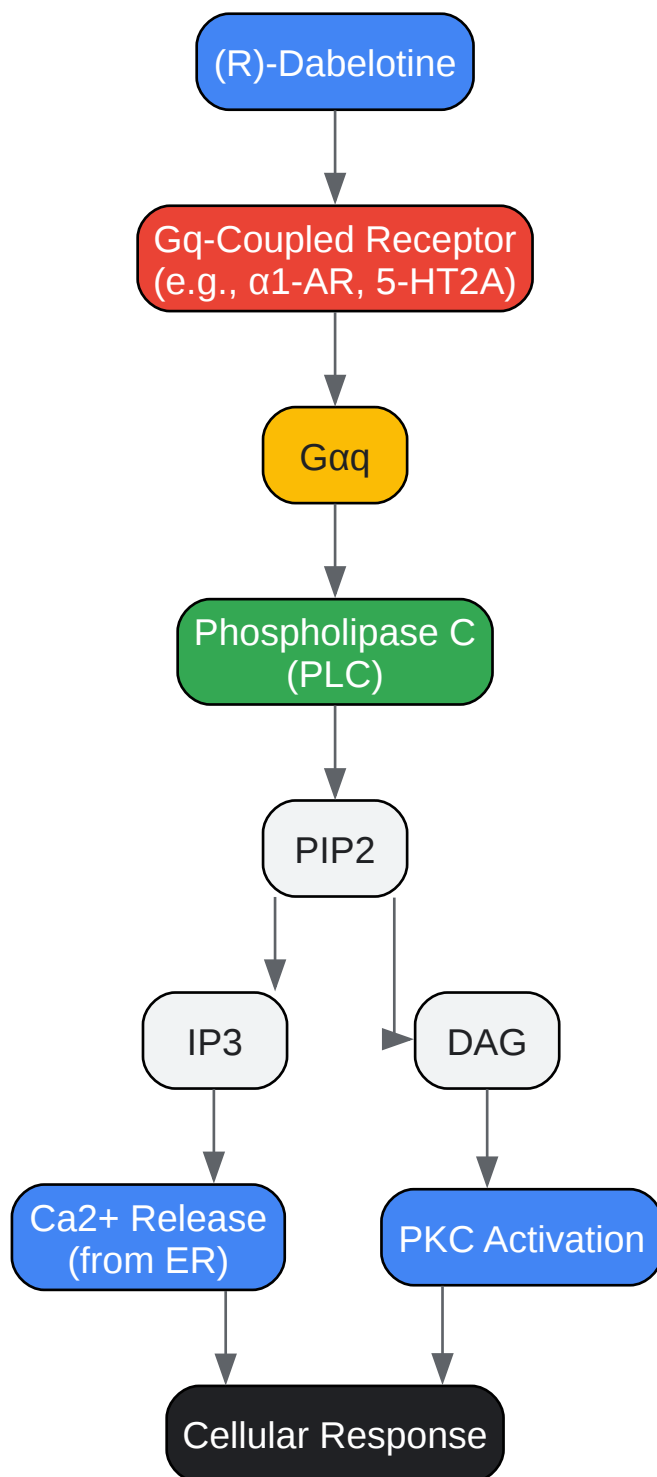 (R)-Dabelotine
Gq-Coupled Receptor
(e.g., α1-AR, 5-HT2A)
Gαq
Phospholipase C
(PLC)
PIP2
IP3
DAG
Ca2+ Release
(from ER)
PKC Activation
Cellular Response